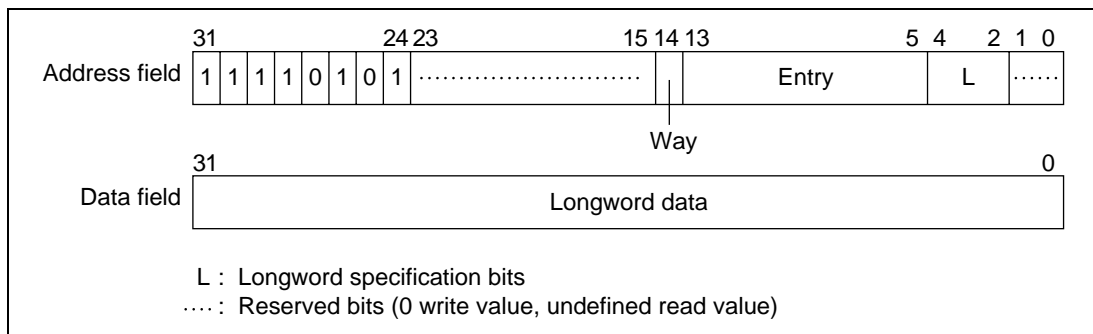 31 24 23 15 14 13 5 4 2 1 0
Address field 1 1 1 1 0 1 0 1 ............................ Entry L ......
Way
31 0
Data field Longword data
L : Longword specification bits
.... : Reserved bits (0 write value, undefined read value)